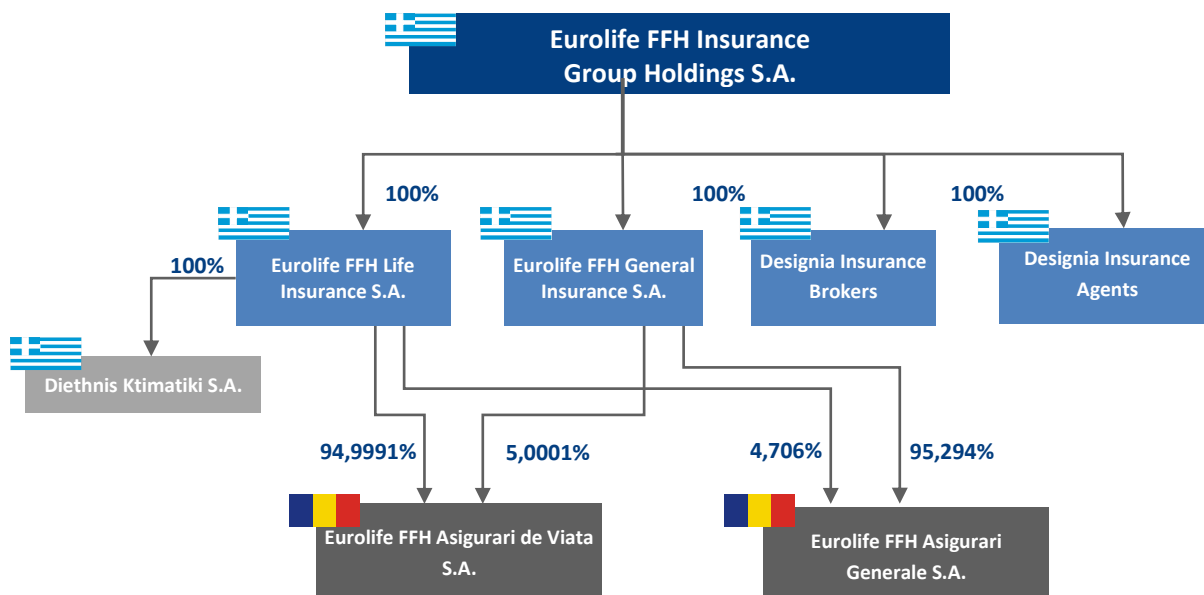 Eurolife FFH Insurance
Group Holdings S.A.
100%
100%
100%
Eurolife FFH Life
Insurance S.A.
Eurolife FFH General
Insurance S.A.
Designia Insurance
Brokers
Designia Insurance
Agents
100%
Diethnis Ktimatiki S.A.
94,9991%
5,0001%
4,706%
95,294%
Eurolife FFH Asigurari de Viata
S.A.
Eurolife FFH Asigurari
Generale S.A.